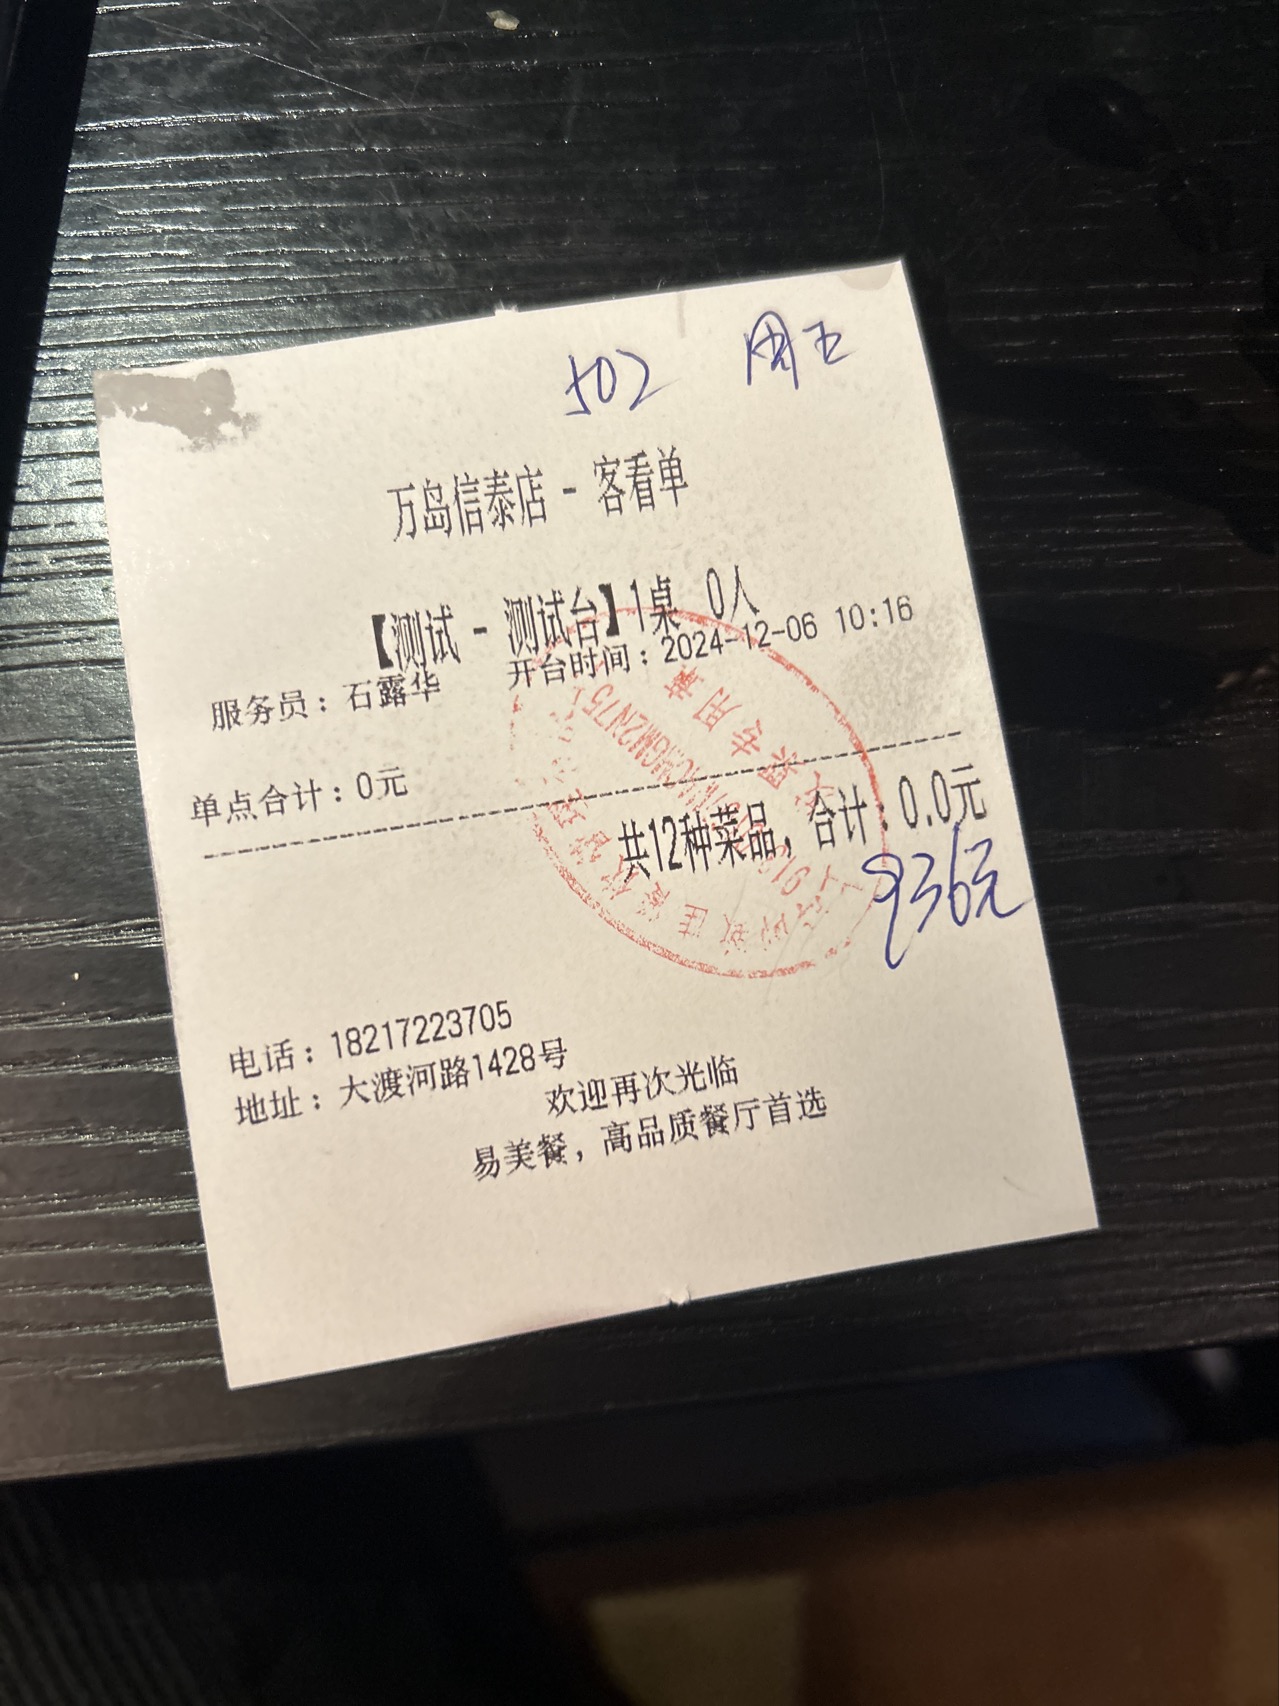 502 周五
万岛信泰店 - 客看单
【测试 - 测试台】1桌 0人
服务员：石露华 开台时间：2024-12-06 10:16
单点合计：0元
共12种菜品，合计：0.0元
936元
电话：18217223705
地址：大渡河路1428号
欢迎再次光临
易美餐，高品质餐厅首选